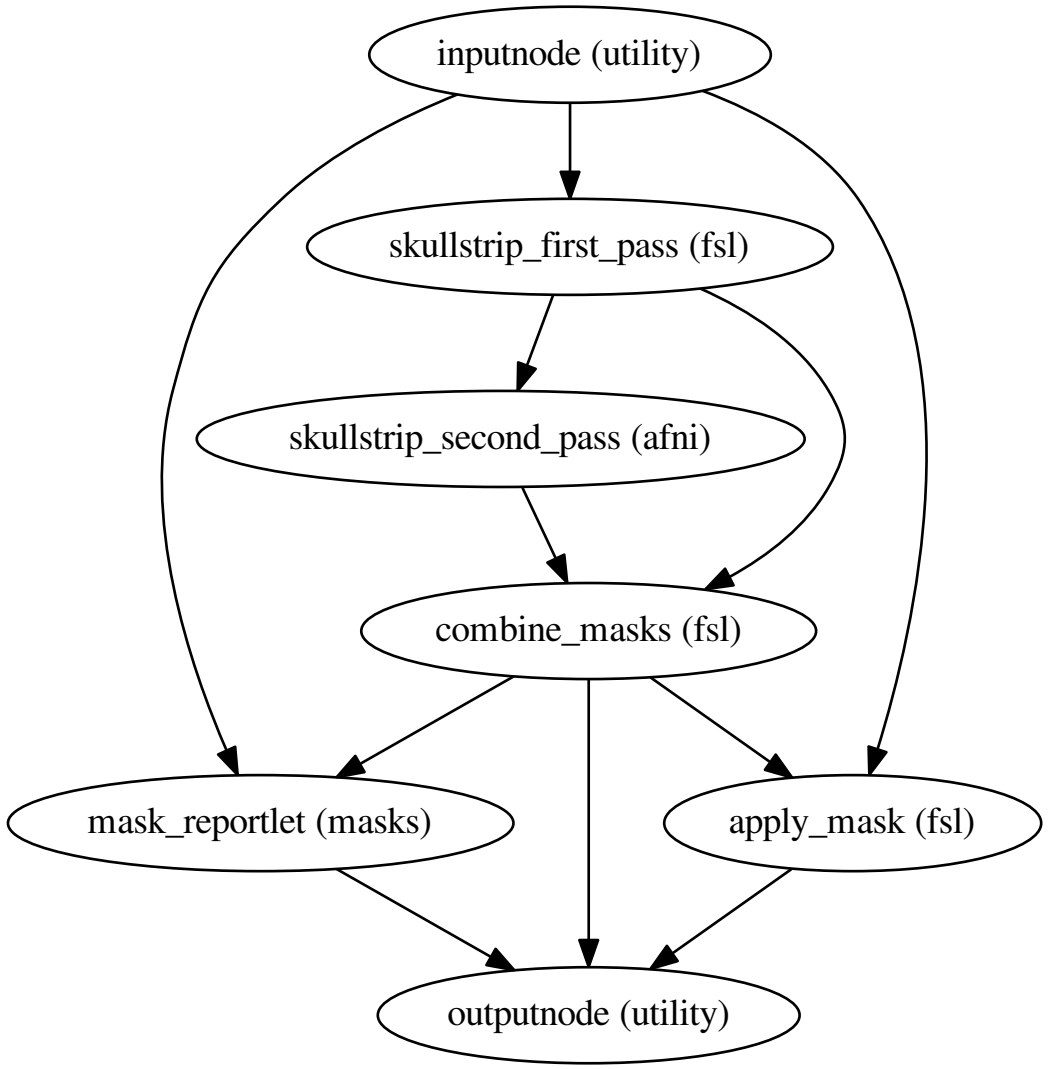 inputnode (utility)
skullstrip_first_pass (fsl)
skullstrip_second_pass (afni)
combine_masks (fsl)
mask_reportlet (masks)
apply_mask (fsl)
outputnode (utility)